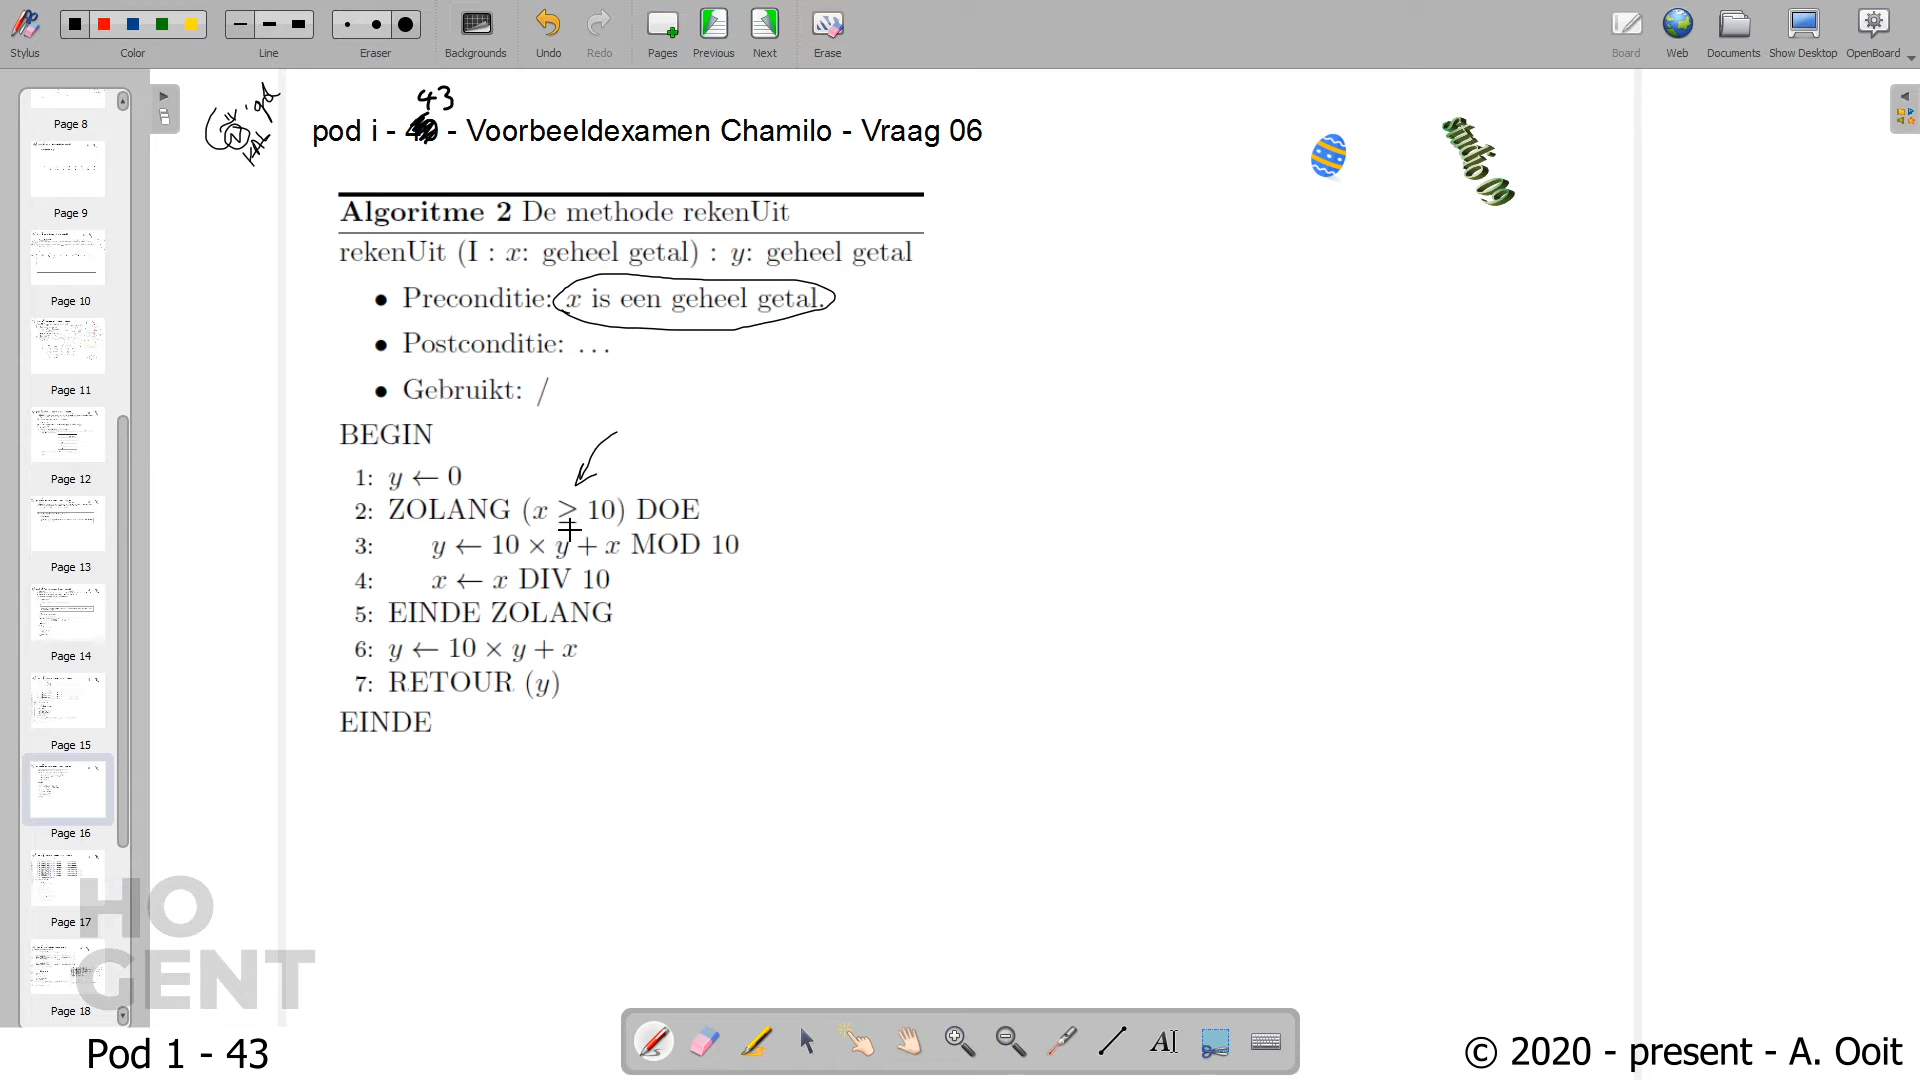 Stylus
Color
Line
Eraser
Backgrounds
Undo
Redo
Pages
Previous
Next
Erase
Board
Web
Documents
Show Desktop
OpenBoard
Page 8
Page 9
Page 10
Page 11
Page 12
Page 13
Page 14
Page 15
Page 16
Page 17
Page 18
43
pod i - - Voorbeeldexamen Chamilo - Vraag 06
Algoritme 2 De methode rekenUit
rekenUit (I : x: geheel getal) : y: geheel getal
• Preconditie: x is een geheel getal.
• Postconditie: ...
• Gebruikt: /
BEGIN
1: y ← 0
2: ZOLANG (x ≥ 10) DOE
3: y ← 10 × y + x MOD 10
4: x ← x DIV 10
5: EINDE ZOLANG
6: y ← 10 × y + x
7: RETOUR (y)
EINDE
HO
GENT
Pod 1 - 43
© 2020 - present - A. Ooit